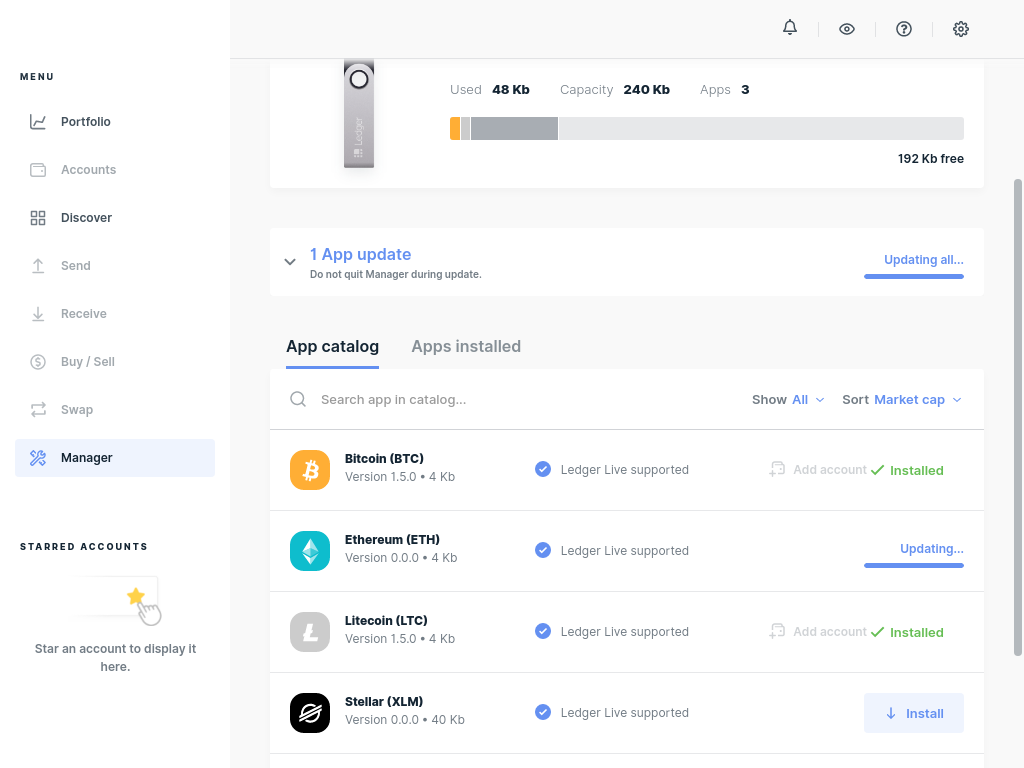 MENU
Portfolio
Accounts
Discover
Send
Receive
Buy / Sell
Swap
Manager
STARRED ACCOUNTS
Star an account to display it
here.
Ledger
Used 48 Kb Capacity 240 Kb Apps 3
192 Kb free
1 App update
Do not quit Manager during update.
Updating all...
App catalog Apps installed
Search app in catalog... Show All Sort Market cap
Bitcoin (BTC)
Version 1.5.0 • 4 Kb
Ledger Live supported
Add account Installed
Ethereum (ETH)
Version 0.0.0 • 4 Kb
Ledger Live supported
Updating...
Litecoin (LTC)
Version 1.5.0 • 4 Kb
Ledger Live supported
Add account Installed
Stellar (XLM)
Version 0.0.0 • 40 Kb
Ledger Live supported
Install